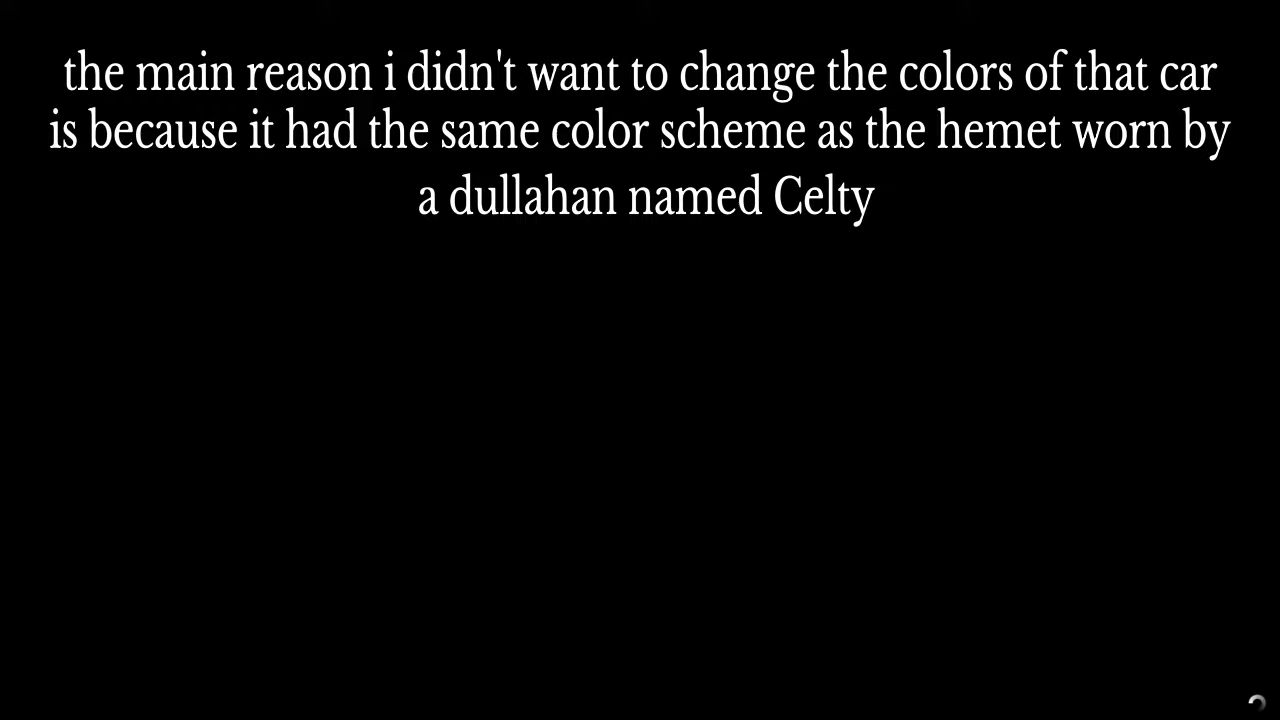 the main reason i didn't want to change the colors of that car
is because it had the same color scheme as the hemet worn by
a dullahan named Celty